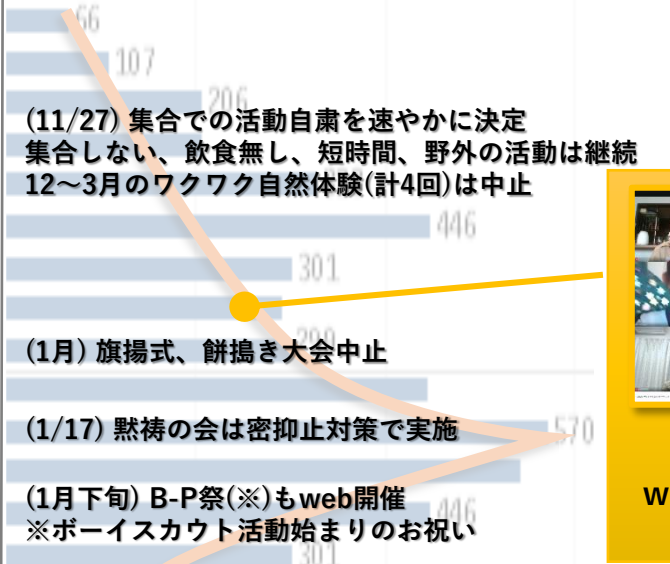 66
107
206
(11/27) 集合での活動自粛を速やかに決定
集合しない、飲食無し、短時間、野外の活動は継続
12～3月のワクワク自然体験(計4回)は中止
446
301
(1月) 旗揚式、餅搗き大会中止
(1/17) 黙祷の会は密抑止対策で実施
570
(1月下旬) B-P祭(※)もweb開催
446
※ボーイスカウト活動始まりのお祝い
301